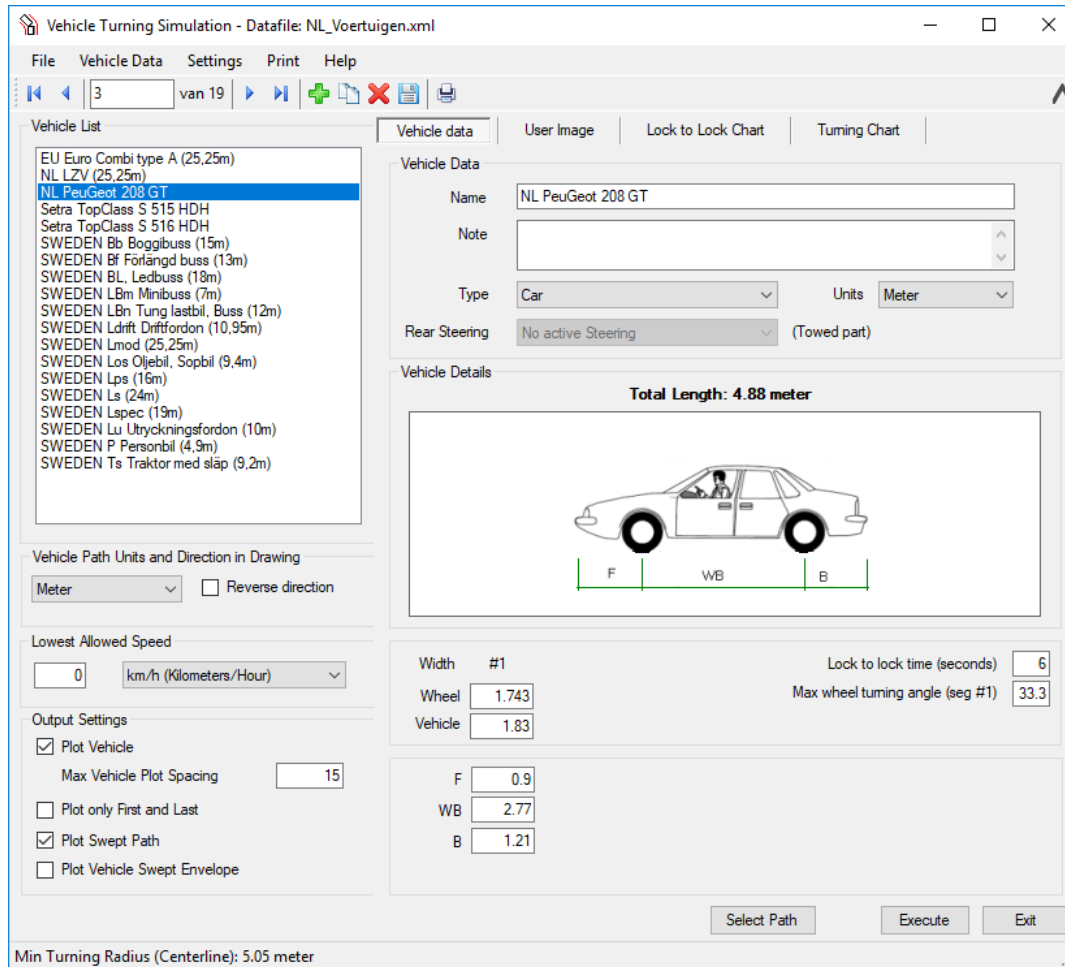 Vehicle Turning Simulation - Datafile: NL_Voertuigen.xml
File Vehicle Data Settings Print Help
3 van 19
Vehicle List
EU Euro Combi type A (25,25m)
NL LZV (25,25m)
NL PeuGeot 208 GT
Setra TopClass S 515 HDH
Setra TopClass S 516 HDH
SWEDEN Bb Boggibuss (15m)
SWEDEN Bf Förlängd buss (13m)
SWEDEN BL, Ledbuss (18m)
SWEDEN LBm Minibuss (7m)
SWEDEN LBn Tung lastbil, Buss (12m)
SWEDEN Ldrift Driftfordon (10,95m)
SWEDEN Lmod (25,25m)
SWEDEN Los Oljebil, Sopbil (9,4m)
SWEDEN Lps (16m)
SWEDEN Ls (24m)
SWEDEN Lspec (19m)
SWEDEN Lu Utryckningsfordon (10m)
SWEDEN P Personbil (4,9m)
SWEDEN Ts Traktor med släp (9,2m)
Vehicle Path Units and Direction in Drawing
Meter Reverse direction
Lowest Allowed Speed
0 km/h (Kilometers/Hour)
Output Settings
Plot Vehicle
Max Vehicle Plot Spacing 15
Plot only First and Last
Plot Swept Path
Plot Vehicle Swept Envelope
Vehicle data User Image Lock to Lock Chart Turning Chart
Vehicle Data
Name NL PeuGeot 208 GT
Note
Type Car Units Meter
Rear Steering No active Steering (Towed part)
Vehicle Details
Total Length: 4.88 meter
F WB B
Width #1 Lock to lock time (seconds) 6
Wheel 1.743 Max wheel turning angle (seg #1) 33.3
Vehicle 1.83
F 0.9
WB 2.77
B 1.21
Select Path Execute Exit
Min Turning Radius (Centerline): 5.05 meter